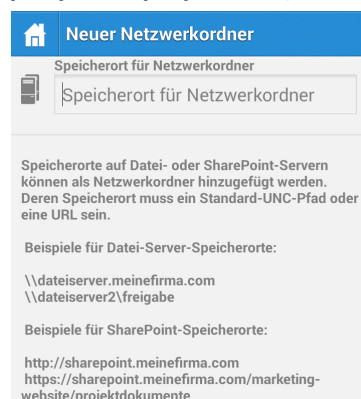 Neuer Netzwerkordner
Speicherort für Netzwerkordner
Speicherort für Netzwerkordner
Speicherorte auf Datei- oder SharePoint-Servern
können als Netzwerkordner hinzugefügt werden.
Deren Speicherort muss ein Standard-UNC-Pfad oder
eine URL sein.
Beispiele für Datei-Server-Speicherorte:
\\dateiserver.meinefirma.com
\\dateiserver2\freigabe
Beispiele für SharePoint-Speicherorte:
http://sharepoint.meinefirma.com
https://sharepoint.meinefirma.com/marketing-
website/projektdokumente